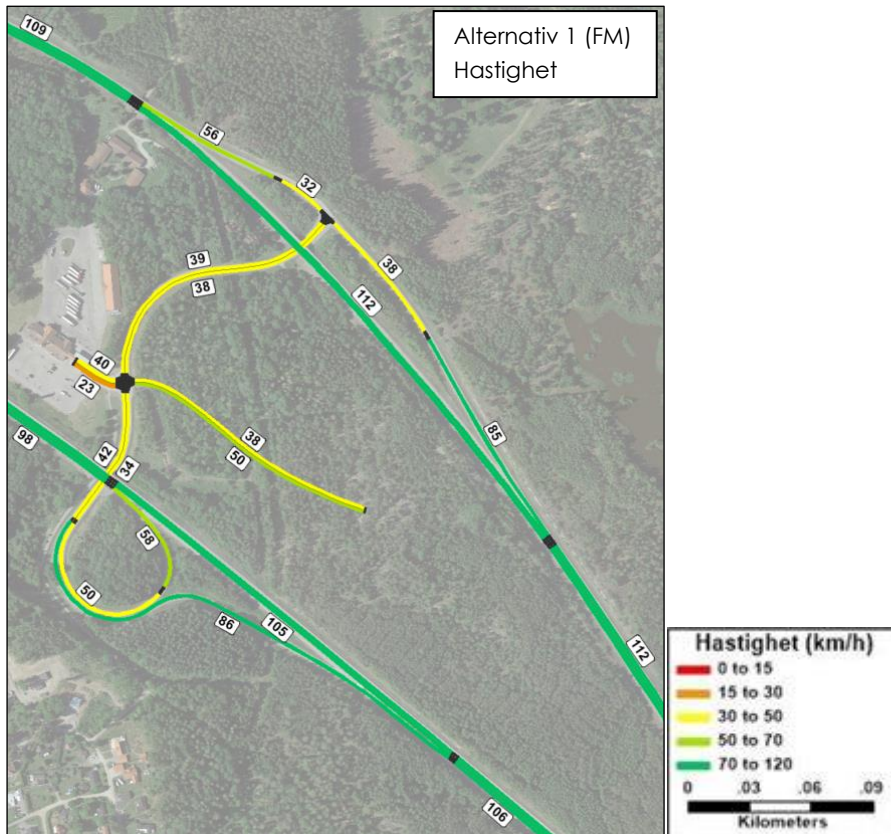 Alternativ 1 (FM)
Hastighet
109
56
32
39
38
38
112
40
23
98
42
34
38
50
85
58
50
86
105
112
106
Hastighet (km/h)
0 to 15
15 to 30
30 to 50
50 to 70
70 to 120
0 .03 .06 .09
Kilometers